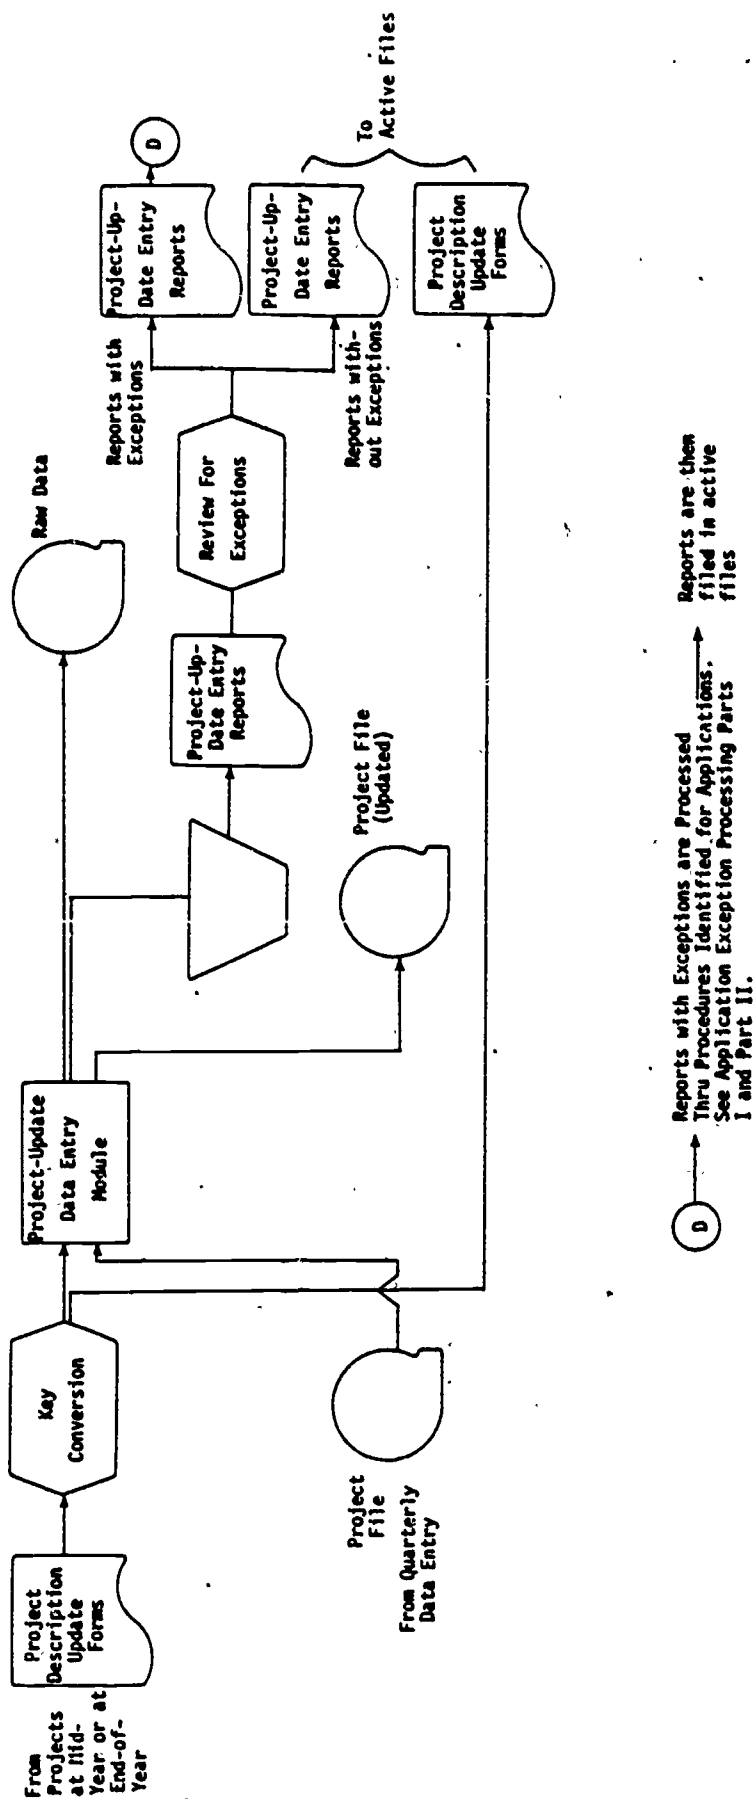 From
Projects
at Mid-
Year or at
End-of-
Year
Project
Description
Update
Forms
Key
Conversion
Project
File
From Quarterly
Data Entry
Project-Update
Data Entry
Module
Raw Data
Project File
(Updated)
Project-Up-
Date Entry
Reports
Review For
Exceptions
Reports with
Exceptions
Reports with-
out Exceptions
Project-Up-
Date Entry
Reports
D
Project-Up-
Date Entry
Reports
Project
Description
Update
Forms
To
Active Files
D
Reports with Exceptions are Processed
Thru Procedures Identified for Applications.
See Application Exception Processing Parts
I and Part II.
Reports are then
filed in active
files